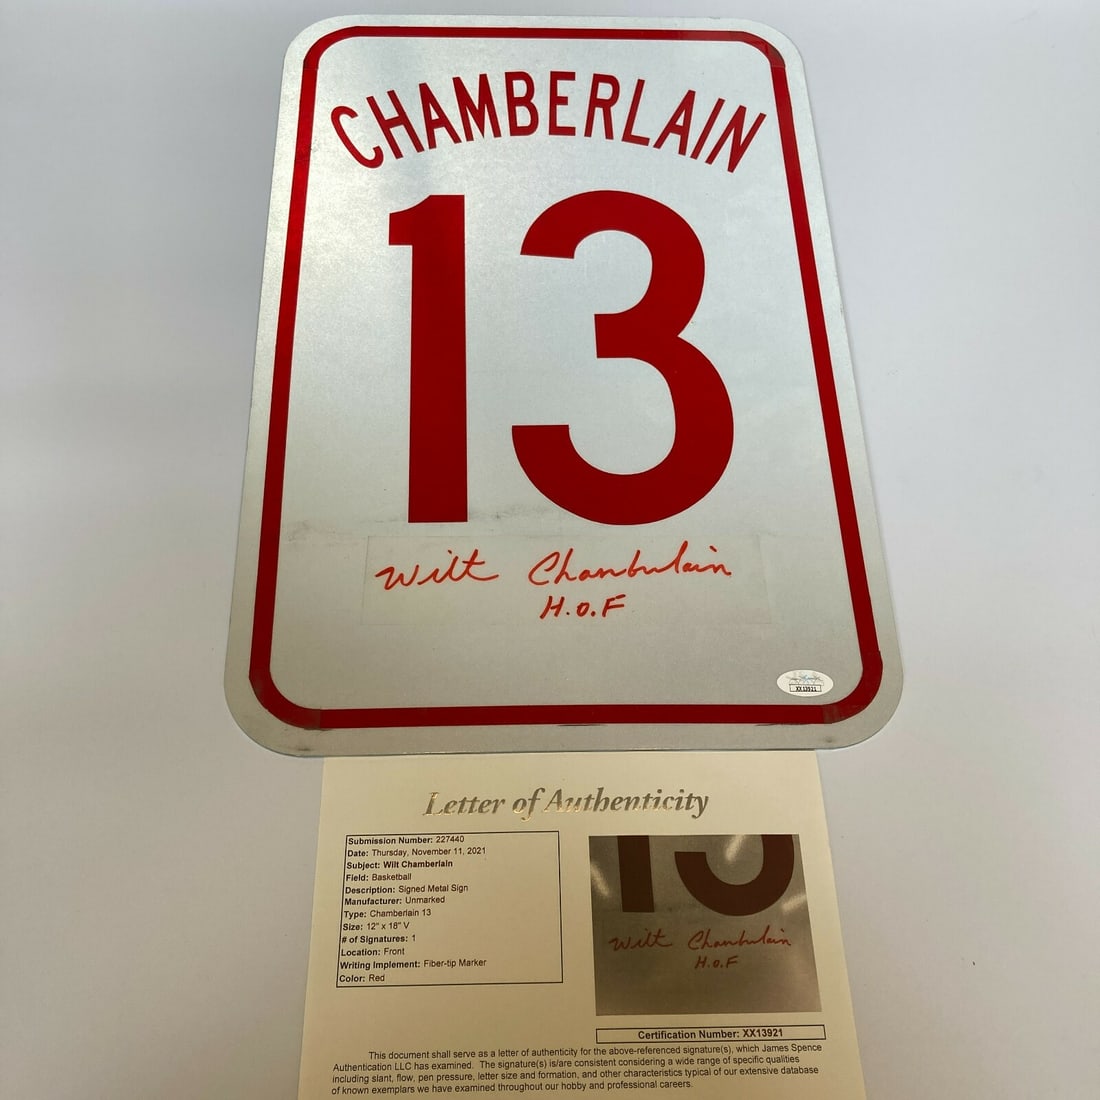 CHAMBERLAIN
13
Wilt Chamberlain
H.O.F
XX13921
Letter of Authenticity
Submission Number: 227440
Date: Thursday, November 11, 2021
Subject: Wilt Chamberlain
Field: Basketball
Description: Signed Metal Sign
Manufacturer: Unmarked
Type: Chamberlain 13
Size: 12" x 18" V
# of Signatures: 1
Location: Front
Writing Implement: Fiber-tip Marker
Color: Red
13
Wilt Chamberlain
H.O.F
Certification Number: XX13921
This document shall serve as a letter of authenticity for the above-referenced signature(s), which James Spence
Authentication LLC has examined. The signature(s) is/are consistent considering a wide range of specific qualities
including slant, flow, pen pressure, letter size and formation, and other characteristics typical of our extensive database
of known exemplars we have examined throughout our hobby and professional careers.